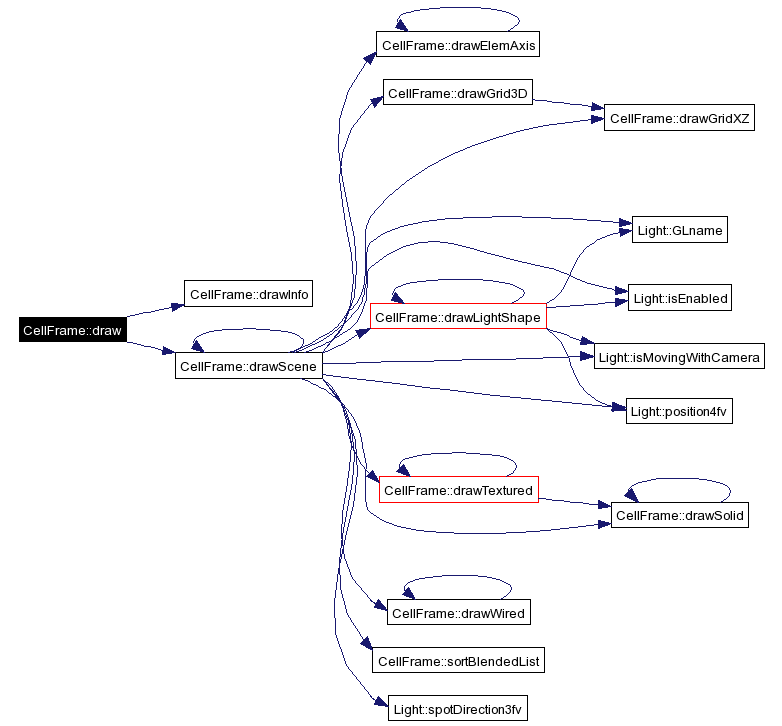 CellFrame::drawElemAxis
CellFrame::drawGrid3D
CellFrame::drawGridXZ
Light::GLname
CellFrame::drawInfo
Light::isEnabled
CellFrame::drawLightShape
CellFrame::draw
Light::isMovingWithCamera
CellFrame::drawScene
Light::position4fv
CellFrame::drawTextured
CellFrame::drawSolid
CellFrame::drawWired
CellFrame::sortBlendedList
Light::spotDirection3fv